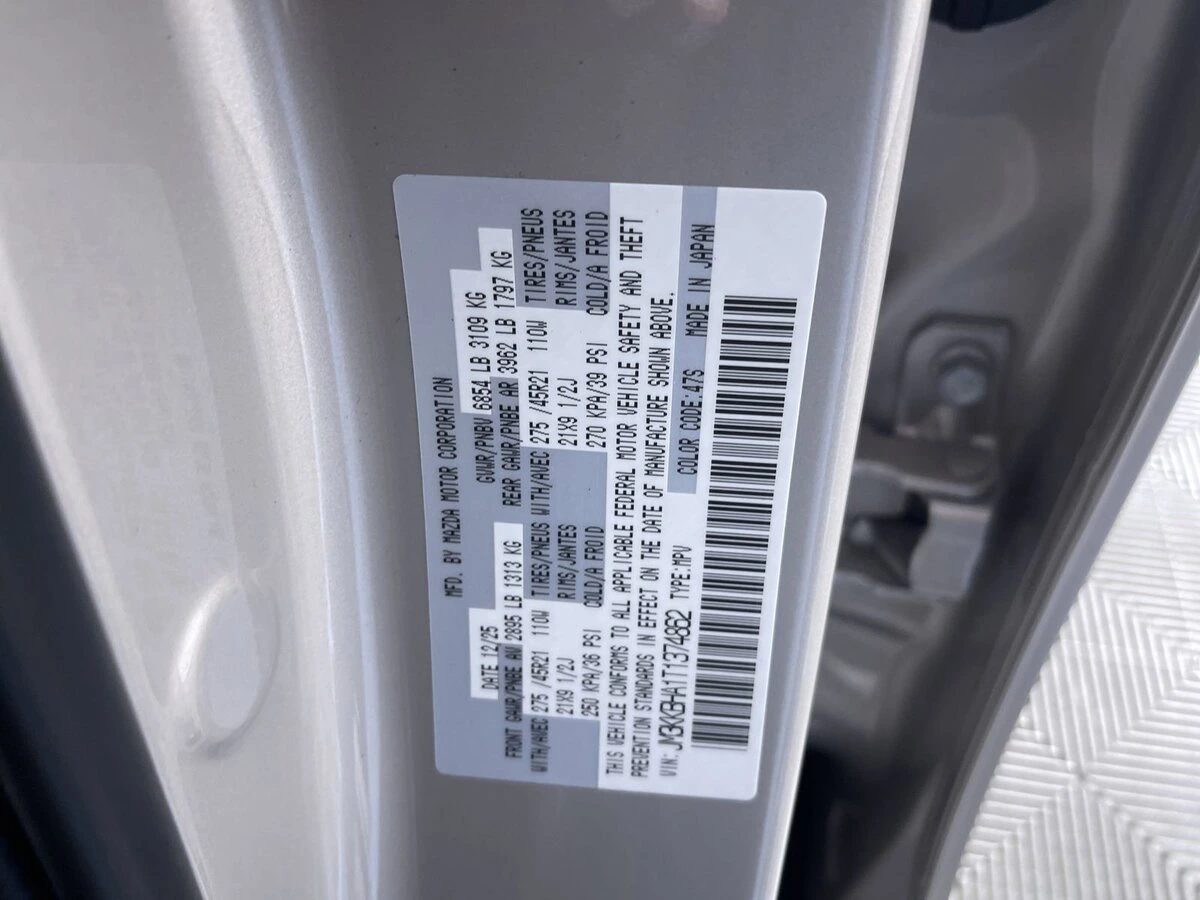 MFD. BY MAZDA MOTOR CORPORATION
DATE 12/25 GVWR/PNBV 6854 LB 3109 KG
FRONT GAWR/PNBE AV 2895 LB 1313 KG REAR GAWR/PNBE AR 3962 LB 1797 KG
WITH/AVEC 275 /45R21 110W TIRES/PNEUS WITH/AVEC 275 /45R21 110W TIRES/PNEUS
21X9 1/2J RIMS/JANTES 21X9 1/2J RIMS/JANTES
250 KPA/36 PSI COLD/A FROID 270 KPA/39 PSI COLD/A FROID
THIS VEHICLE CONFORMS TO ALL APPLICABLE FEDERAL MOTOR VEHICLE SAFETY AND THEFT
PREVENTION STANDARDS IN EFFECT ON THE DATE OF MANUFACTURE SHOWN ABOVE.
VIN: TYPE:MPV COLOR CODE:47S MADE IN JAPAN